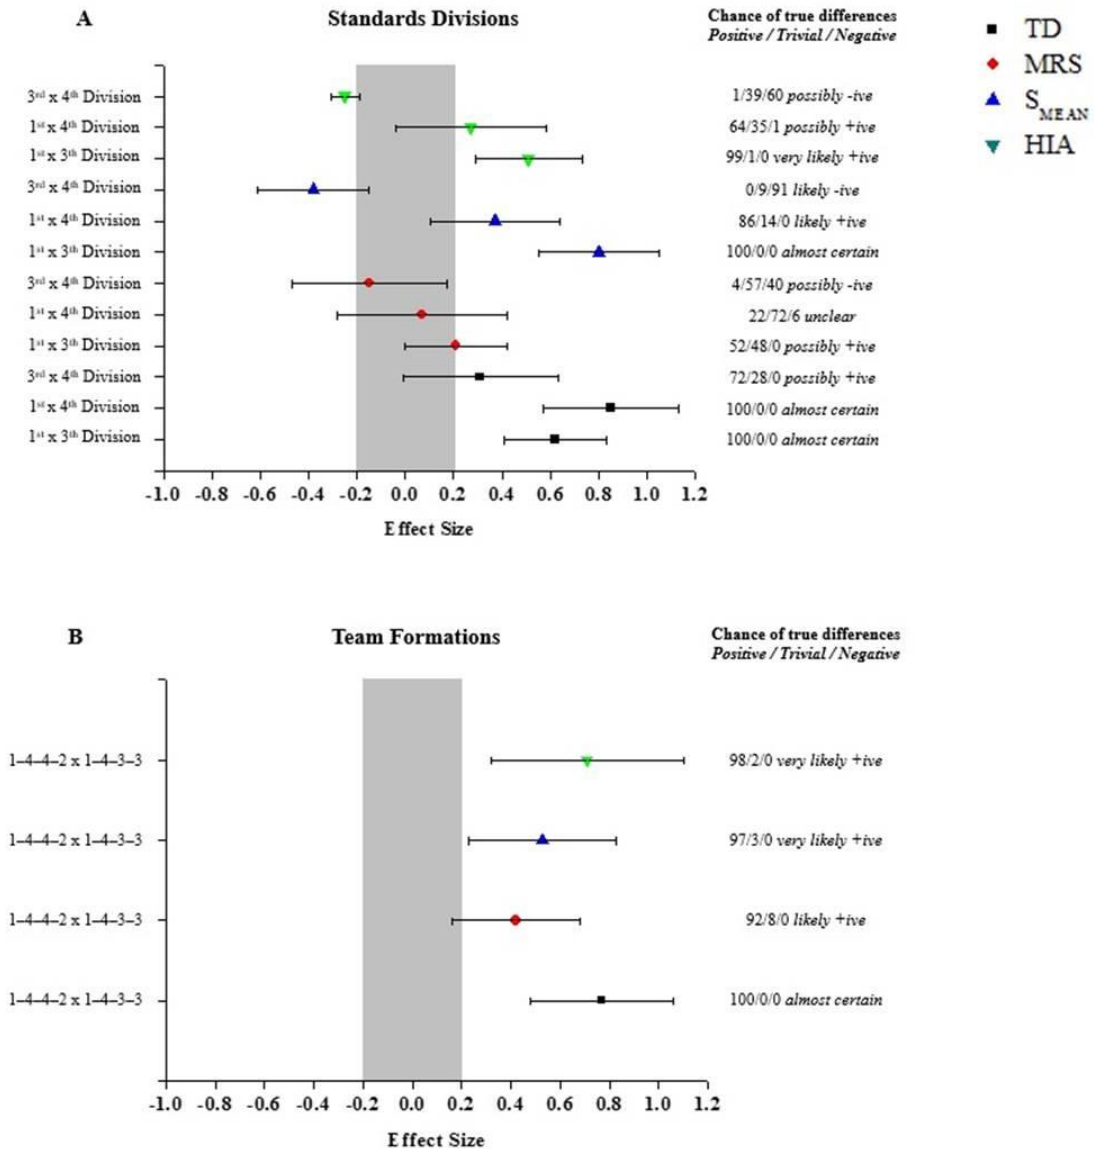 A
Standards Divisions
Chance of true differences
Positive / Trivial / Negative
TD
MRS
S_MEAN
HIA
3rd x 4th Division 1/39/60 possibly -ive
1st x 4th Division 64/35/1 possibly +ive
1st x 3th Division 99/1/0 very likely +ive
3rd x 4th Division 0/9/91 likely -ive
1st x 4th Division 86/14/0 likely +ive
1st x 3th Division 100/0/0 almost certain
3rd x 4th Division 4/57/40 possibly -ive
1st x 4th Division 22/72/6 unclear
1st x 3th Division 52/48/0 possibly +ive
3rd x 4th Division 72/28/0 possibly +ive
1st x 4th Division 100/0/0 almost certain
1st x 3th Division 100/0/0 almost certain
-1.0 -0.8 -0.6 -0.4 -0.2 0.0 0.2 0.4 0.6 0.8 1.0 1.2
Effect Size
B
Team Formations
Chance of true differences
Positive / Trivial / Negative
1–4–4–2 x 1–4–3–3 98/2/0 very likely +ive
1–4–4–2 x 1–4–3–3 97/3/0 very likely +ive
1–4–4–2 x 1–4–3–3 92/8/0 likely +ive
1–4–4–2 x 1–4–3–3 100/0/0 almost certain
-1.0 -0.8 -0.6 -0.4 -0.2 0.0 0.2 0.4 0.6 0.8 1.0 1.2
Effect Size